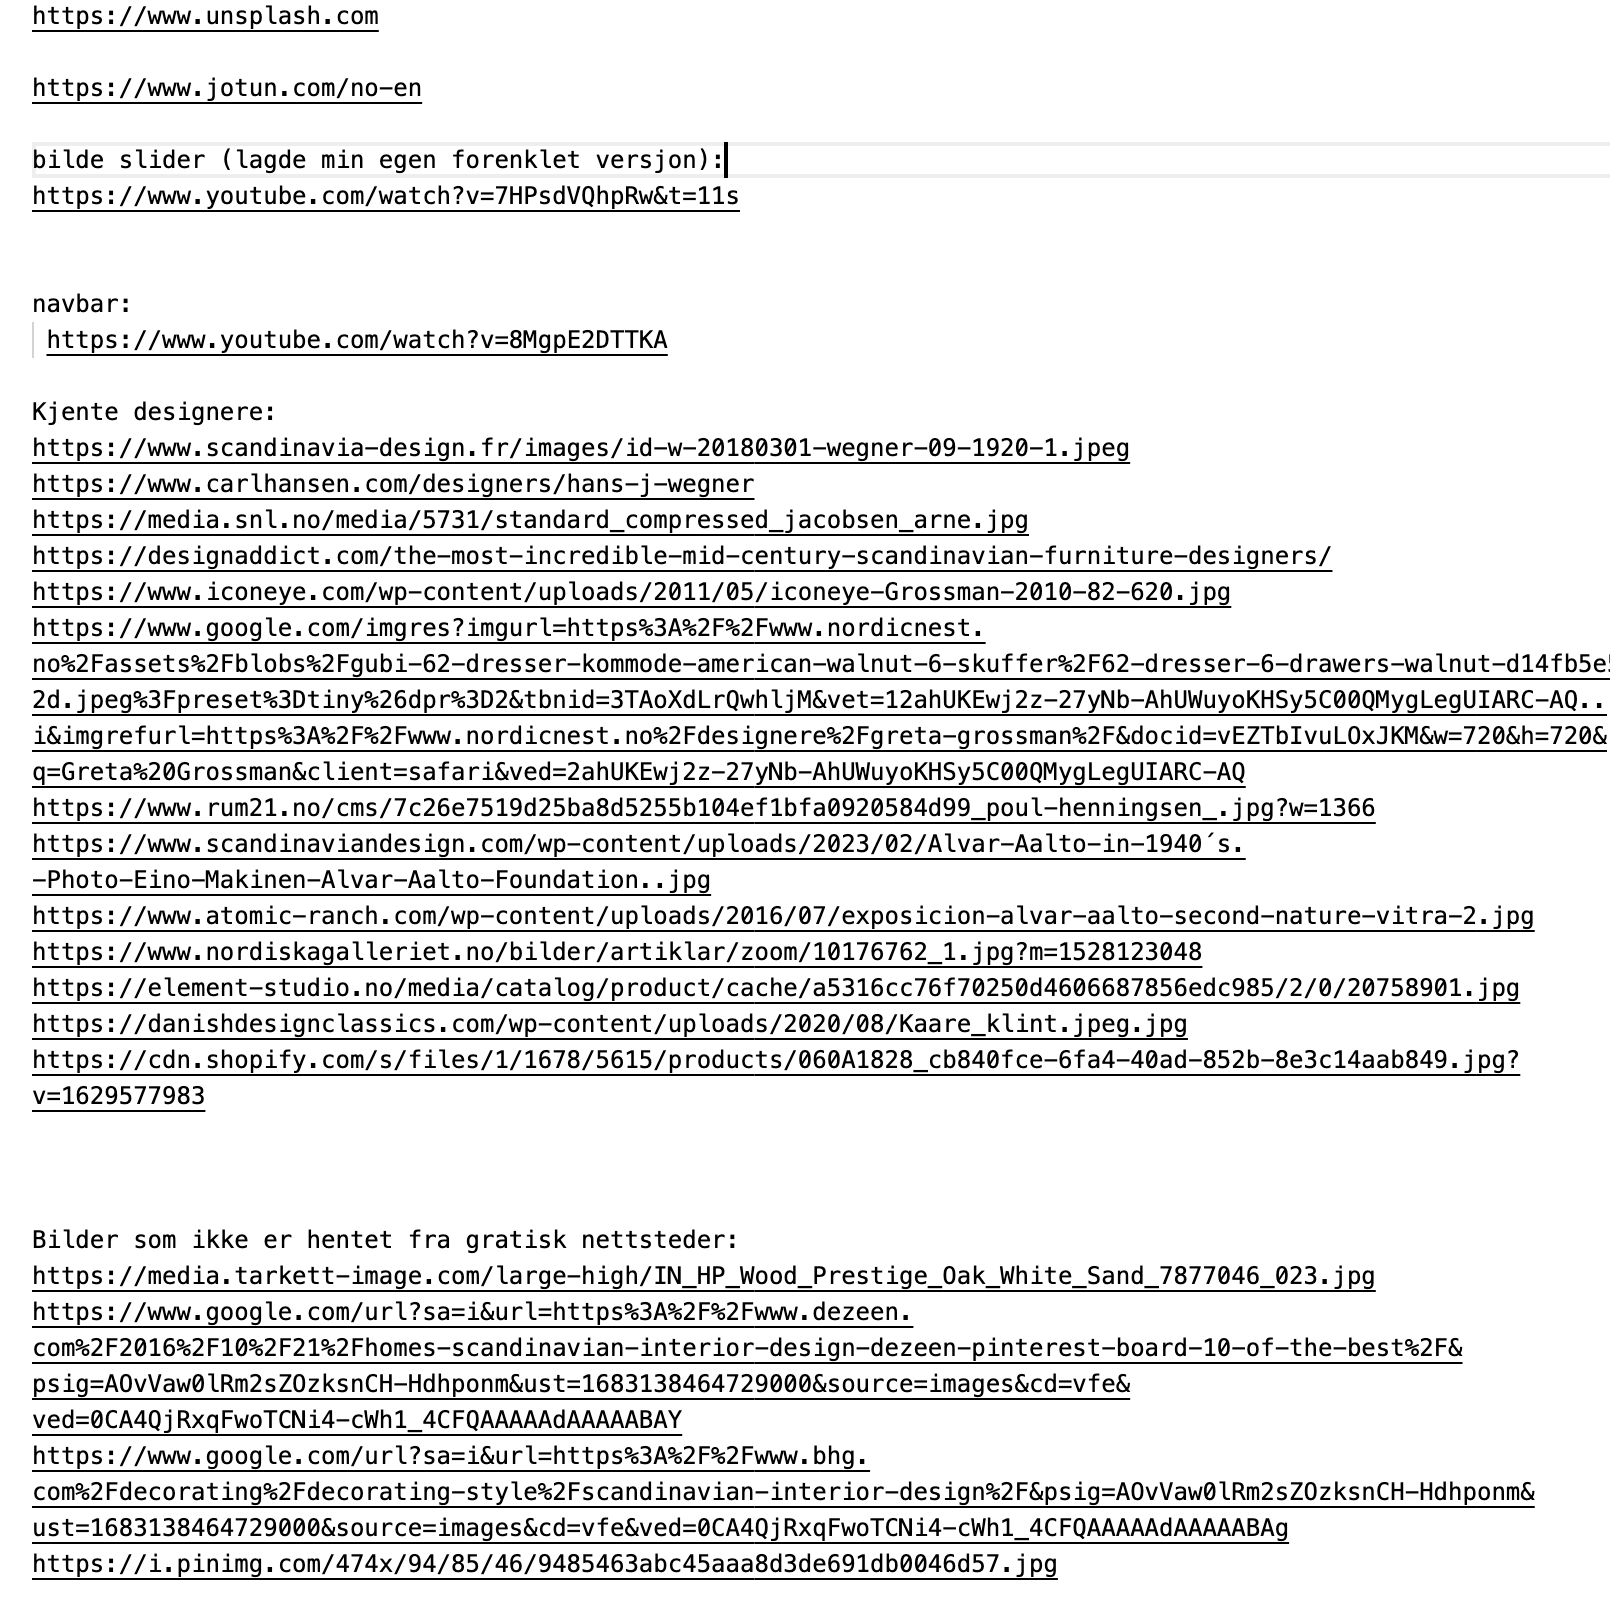 https://www.unsplash.com
https://www.jotun.com/no-en
bilde slider (lagde min egen forenklet versjon):
https://www.youtube.com/watch?v=7HPsdVQhpRw&t=11s
navbar:
https://www.youtube.com/watch?v=8MgpE2DTTKA
Kjente designere:
https://www.scandinavia-design.fr/images/id-w-20180301-wegner-09-1920-1.jpeg
https://www.carlhansen.com/designers/hans-j-wegner
https://media.snl.no/media/5731/standard_compressed_jacobsen_arne.jpg
https://designaddict.com/the-most-incredible-mid-century-scandinavian-furniture-designers/
https://www.iconeye.com/wp-content/uploads/2011/05/iconeye-Grossman-2010-82-620.jpg
https://www.google.com/imgres?imgurl=https%3A%2F%2Fwww.nordicnest.
no%2Fassets%2Fblobs%2Fgubi-62-dresser-kommode-american-walnut-6-skuffer%2F62-dresser-6-drawers-walnut-d14fb5e5
2d.jpeg%3Fpreset%3Dtiny%26dpr%3D2&tbnid=3TAoXdLrQwhljM&vet=12ahUKEwj2z-27yNb-AhUWuyoKHSy5C00QMygLegUIARC-AQ..
i&imgrefurl=https%3A%2F%2Fwww.nordicnest.no%2Fdesignere%2Fgreta-grossman%2F&docid=vEZTbIvuLOxJKM&w=720&h=720&
q=Greta%20Grossman&client=safari&ved=2ahUKEwj2z-27yNb-AhUWuyoKHSy5C00QMygLegUIARC-AQ
https://www.rum21.no/cms/7c26e7519d25ba8d5255b104ef1bfa0920584d99_poul-henningsen_.jpg?w=1366
https://www.scandinaviandesign.com/wp-content/uploads/2023/02/Alvar-Aalto-in-1940´s.
-Photo-Eino-Makinen-Alvar-Aalto-Foundation..jpg
https://www.atomic-ranch.com/wp-content/uploads/2016/07/exposicion-alvar-aalto-second-nature-vitra-2.jpg
https://www.nordiskagalleriet.no/bilder/artiklar/zoom/10176762_1.jpg?m=1528123048
https://element-studio.no/media/catalog/product/cache/a5316cc76f70250d4606687856edc985/2/0/20758901.jpg
https://danishdesignclassics.com/wp-content/uploads/2020/08/Kaare_klint.jpeg.jpg
https://cdn.shopify.com/s/files/1/1678/5615/products/060A1828_cb840fce-6fa4-40ad-852b-8e3c14aab849.jpg?
v=1629577983
Bilder som ikke er hentet fra gratisk nettsteder:
https://media.tarkett-image.com/large-high/IN_HP_Wood_Prestige_Oak_White_Sand_7877046_023.jpg
https://www.google.com/url?sa=i&url=https%3A%2F%2Fwww.dezeen.
com%2F2016%2F10%2F21%2Fhomes-scandinavian-interior-design-dezeen-pinterest-board-10-of-the-best%2F&
psig=AOvVaw0lRm2sZOzksnCH-Hdhponm&ust=1683138464729000&source=images&cd=vfe&
ved=0CA4QjRxqFwoTCNi4-cWh1_4CFQAAAAAdAAAAABAY
https://www.google.com/url?sa=i&url=https%3A%2F%2Fwww.bhg.
com%2Fdecorating%2Fdecorating-style%2Fscandinavian-interior-design%2F&psig=AOvVaw0lRm2sZOzksnCH-Hdhponm&
ust=1683138464729000&source=images&cd=vfe&ved=0CA4QjRxqFwoTCNi4-cWh1_4CFQAAAAAdAAAAABAg
https://i.pinimg.com/474x/94/85/46/9485463abc45aaa8d3de691db0046d57.jpg